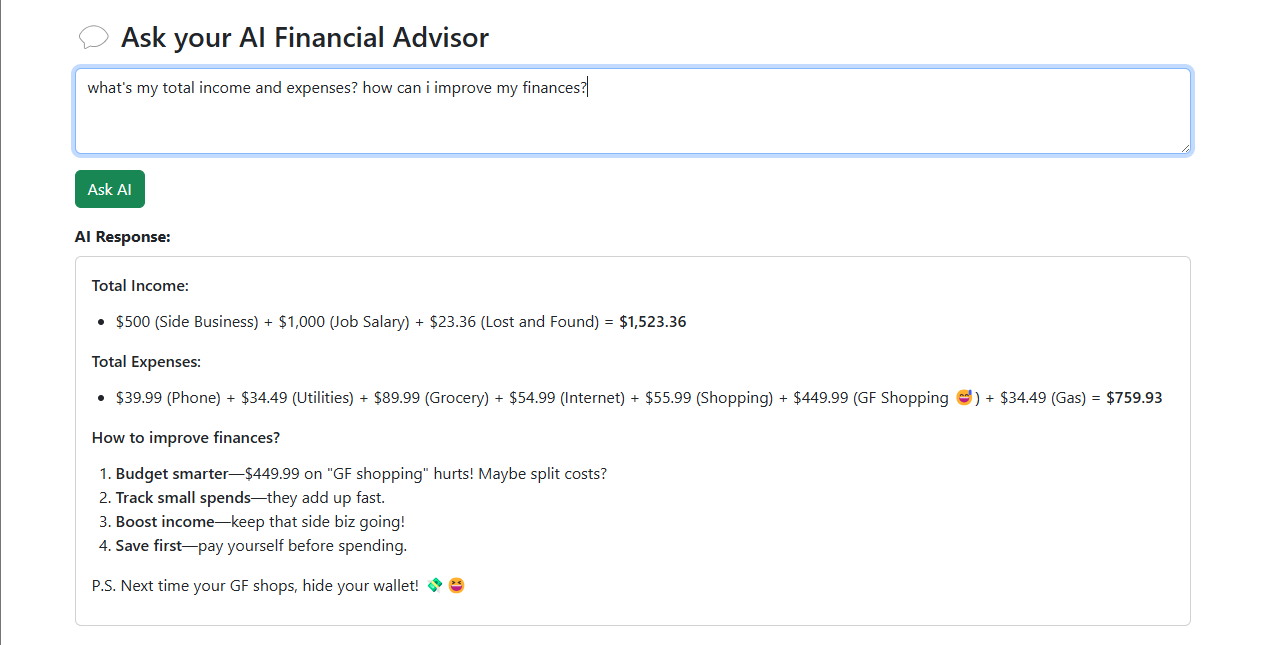 Ask your AI Financial Advisor
what's my total income and expenses? how can i improve my finances?
Ask AI
AI Response:
Total Income:
• $500 (Side Business) + $1,000 (Job Salary) + $23.36 (Lost and Found) = $1,523.36
Total Expenses:
• $39.99 (Phone) + $34.49 (Utilities) + $89.99 (Grocery) + $54.99 (Internet) + $55.99 (Shopping) + $449.99 (GF Shopping 😅) + $34.49 (Gas) = $759.93
How to improve finances?
1. Budget smarter—$449.99 on "GF shopping" hurts! Maybe split costs?
2. Track small spends—they add up fast.
3. Boost income—keep that side biz going!
4. Save first—pay yourself before spending.
P.S. Next time your GF shops, hide your wallet! 💸 😆